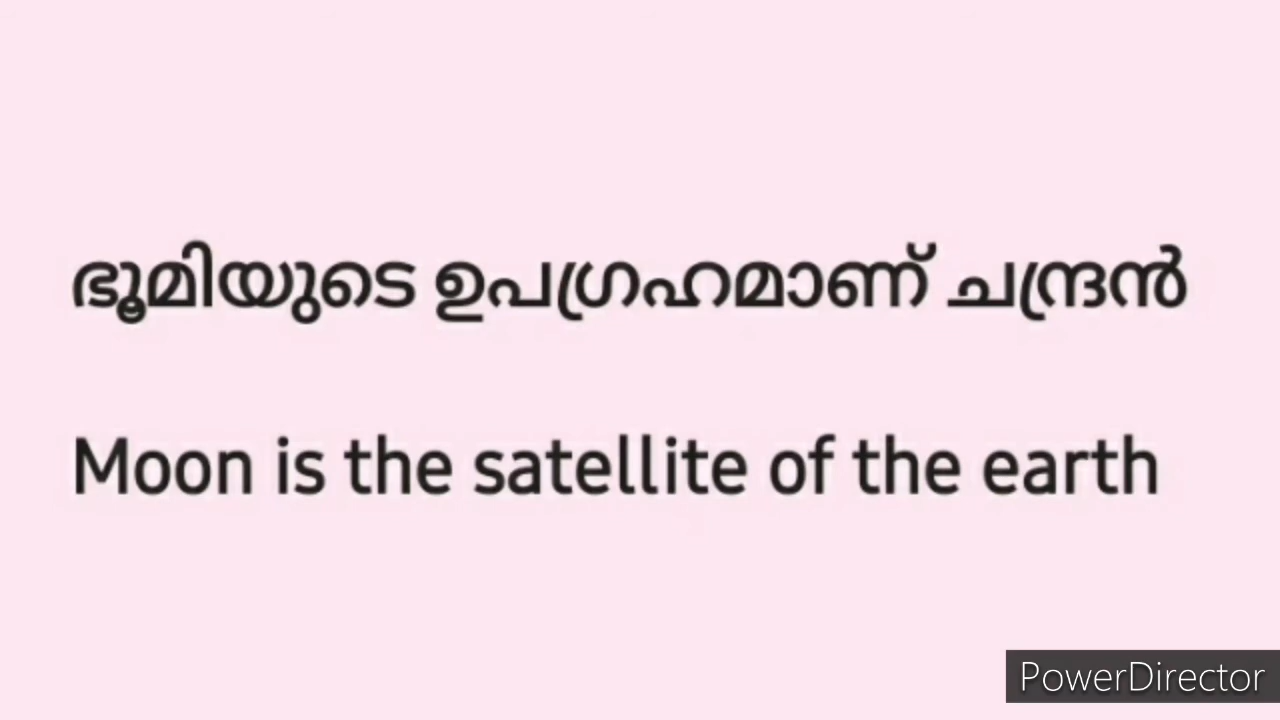 ഭൂമിയുടെ ഉപഗ്രഹമാണ് ചന്ദ്രൻ
Moon is the satellite of the earth
PowerDirector